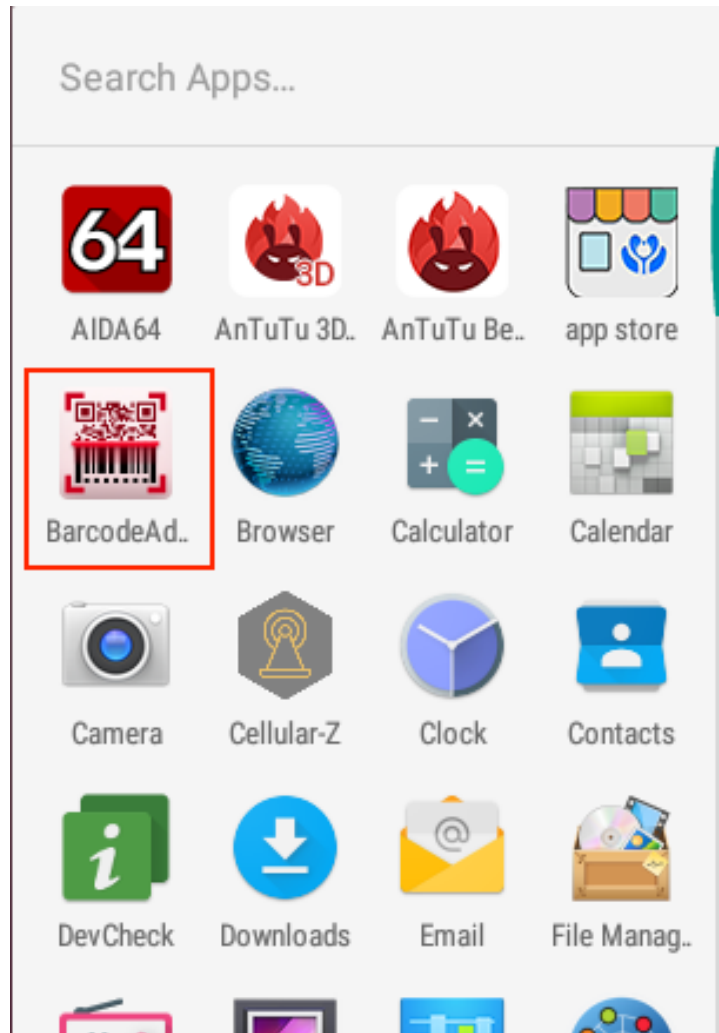 Search Apps...
64
3D
AIDA64
AnTuTu 3D..
AnTuTu Be..
app store
BarcodeAd..
Browser
Calculator
Calendar
Camera
Cellular-Z
Clock
Contacts
i
@
DevCheck
Downloads
Email
File Manag..